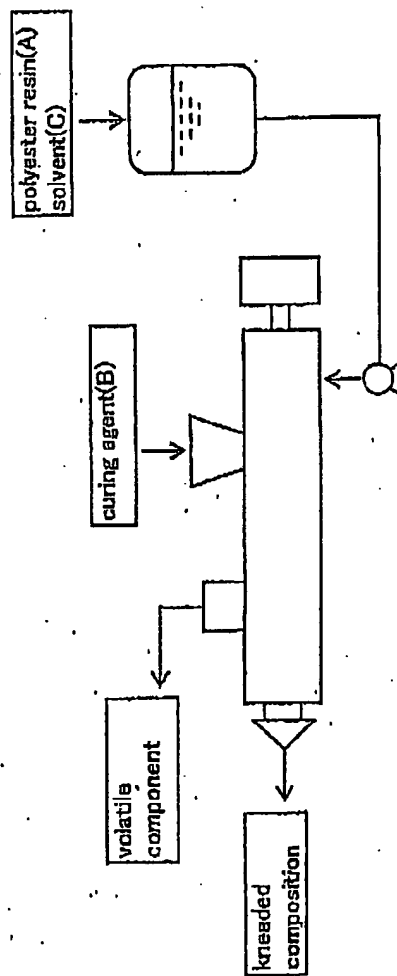 polyester resin(A)
solvent(C)
curing agent(B)
volatile
component
kneaded
composition